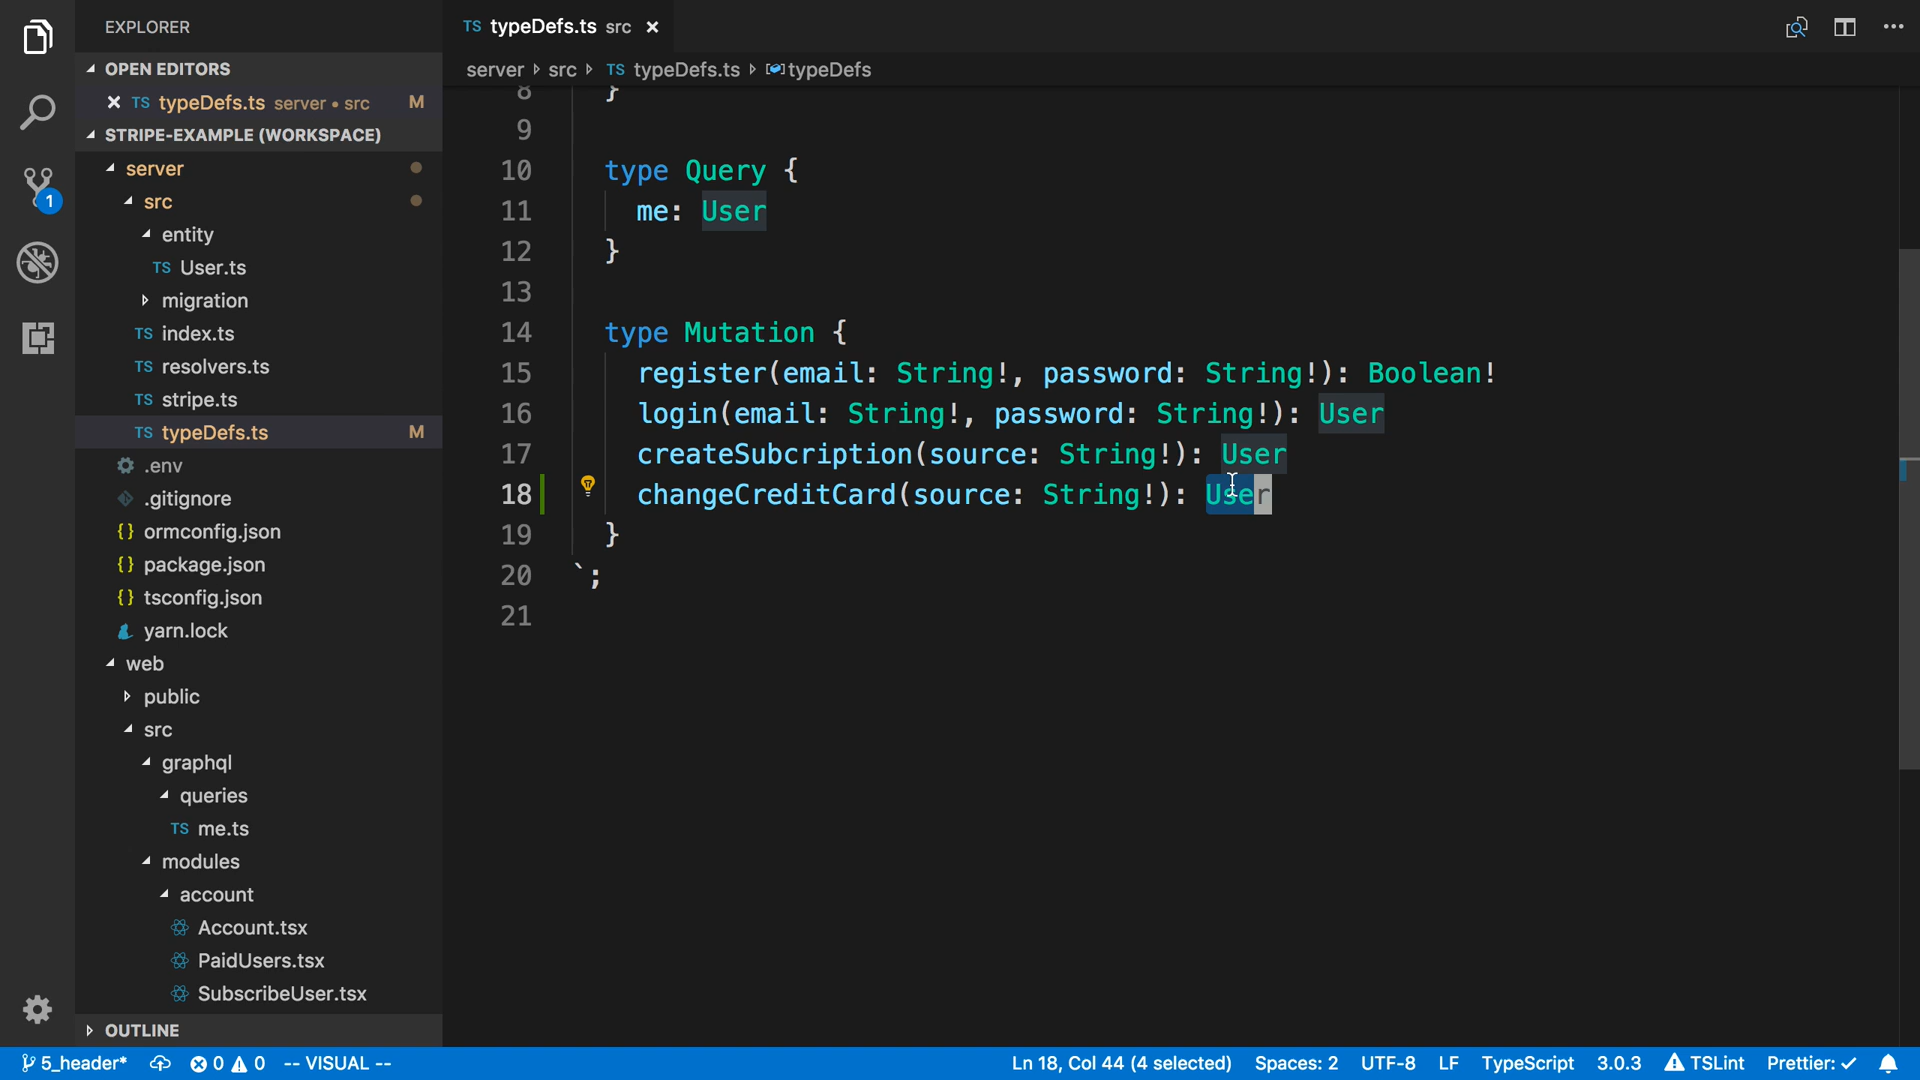 EXPLORER
OPEN EDITORS
TS typeDefs.ts server • src M
STRIPE-EXAMPLE (WORKSPACE)
server
src
entity
TS User.ts
migration
TS index.ts
TS resolvers.ts
TS stripe.ts
TS typeDefs.ts M
.env
.gitignore
{} ormconfig.json
{} package.json
{} tsconfig.json
yarn.lock
web
public
src
graphql
queries
TS me.ts
modules
account
Account.tsx
PaidUsers.tsx
SubscribeUser.tsx
OUTLINE
1
TS typeDefs.ts src
server src TS typeDefs.ts typeDefs
8 }
9
10 type Query {
11 me: User
12 }
13
14 type Mutation {
15 register(email: String!, password: String!): Boolean!
16 login(email: String!, password: String!): User
17 createSubcription(source: String!): User
18 changeCreditCard(source: String!): User
19 }
20 `;
21
5_header* 0 0 -- VISUAL -- Ln 18, Col 44 (4 selected) Spaces: 2 UTF-8 LF TypeScript 3.0.3 TSLint Prettier: ✓